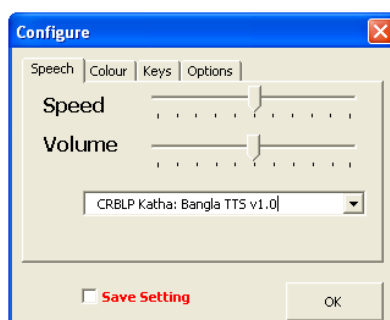 Configure
Speech Colour Keys Options
Speed
Volume
CRBLP Katha: Bangla TTS v1.0
Save Setting
OK